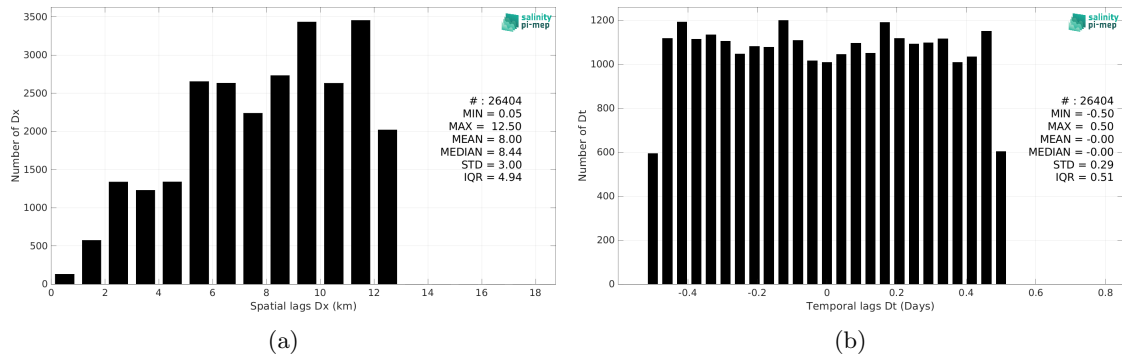 3500
3000
2500
2000
1500
1000
500
0
Number of Dx
0 2 4 6 8 10 12 14 16 18
Spatial lags Dx (km)
salinity
pi-mep
# : 26404
MIN = 0.05
MAX = 12.50
MEAN = 8.00
MEDIAN = 8.44
STD = 3.00
IQR = 4.94
(a)
1200
1000
800
600
400
200
0
Number of Dt
-0.4 -0.2 0 0.2 0.4 0.6 0.8
Temporal lags Dt (Days)
salinity
pi-mep
# : 26404
MIN = -0.50
MAX = 0.50
MEAN = -0.00
MEDIAN = -0.00
STD = 0.29
IQR = 0.51
(b)